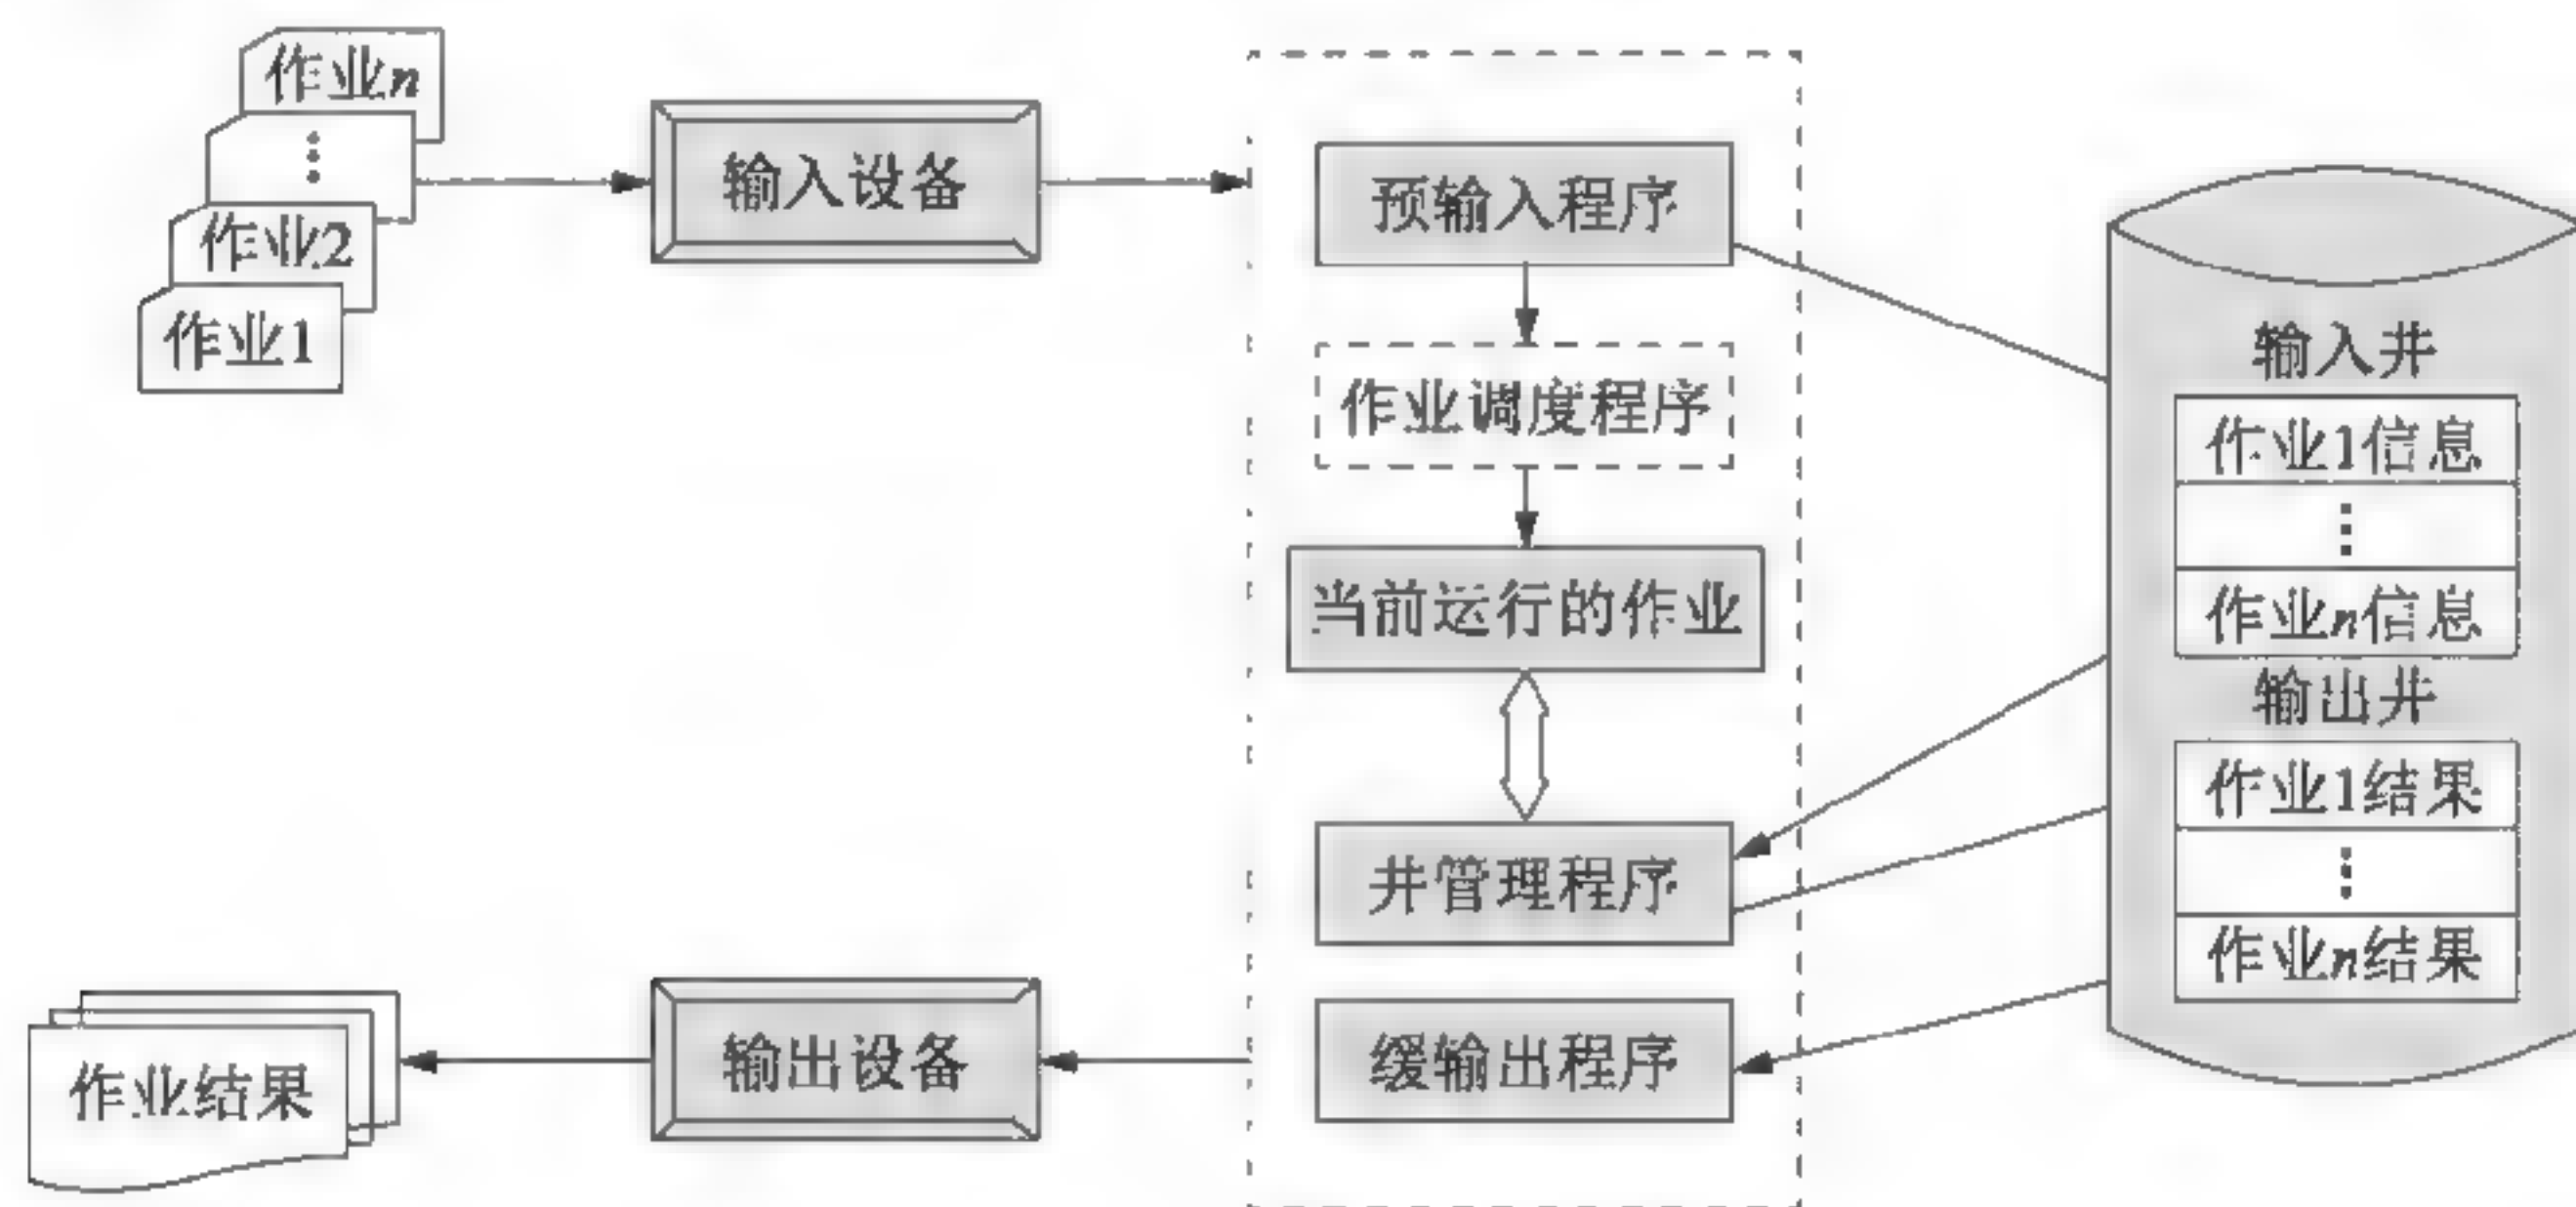 作业n
⋮
作业2
作业1
输入设备
预输入程序
作业调度程序
当前运行的作业
井管理程序
缓输出程序
输入井
作业1信息
⋮
作业n信息
输出井
作业1结果
⋮
作业n结果
输出设备
作业结果